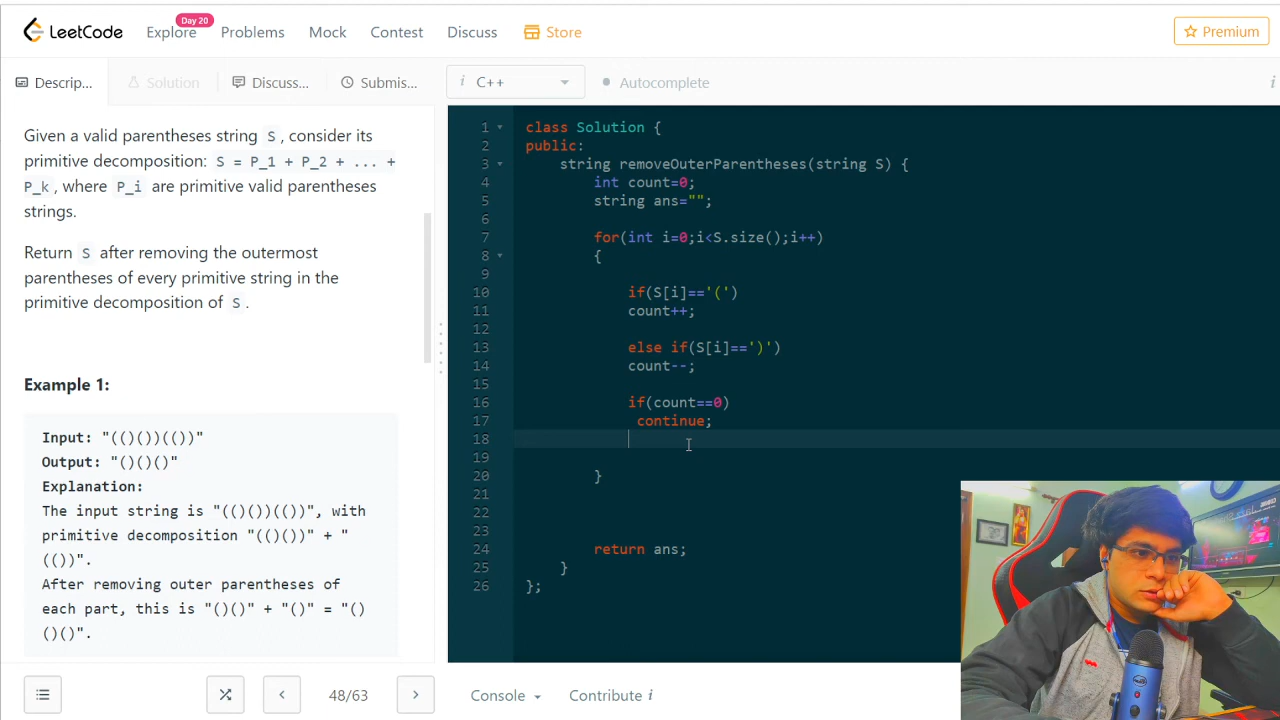 LeetCode
Explore
Day 20
Problems
Mock
Contest
Discuss
Store
Premium
Descrip...
Solution
Discuss...
Submis...
i C++
Autocomplete
i
Given a valid parentheses string S, consider its
primitive decomposition: S = P_1 + P_2 + ... +
P_k, where P_i are primitive valid parentheses
strings.
Return S after removing the outermost
parentheses of every primitive string in the
primitive decomposition of S.
Example 1:
Input: "(()())(())"
Output: "()()()"
Explanation:
The input string is "(()())(())", with
primitive decomposition "(()())" + "
(())".
After removing outer parentheses of
each part, this is "()()" + "()" = "()
()()".
48/63
1 class Solution {
2 public:
3 string removeOuterParentheses(string S) {
4 int count=0;
5 string ans="";
6
7 for(int i=0;i<S.size();i++)
8 {
9
10 if(S[i]=='(')
11 count++;
12
13 else if(S[i]==')')
14 count--;
15
16 if(count==0)
17 continue;
18
19
20 }
21
22
23
24 return ans;
25 }
26 };
Console
Contribute i